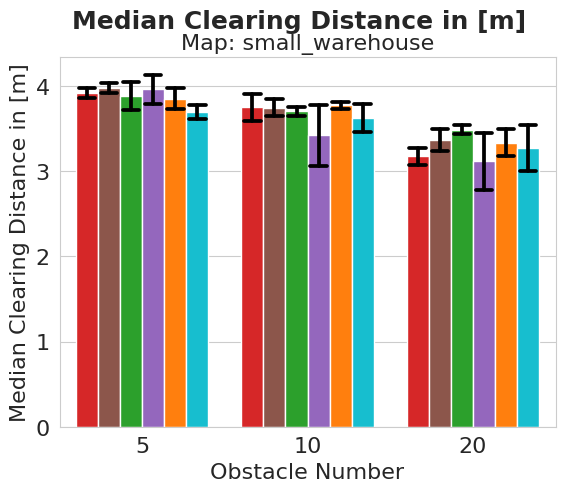 Median Clearing Distance in [m]
Map: small_warehouse
Median Clearing Distance in [m]
4
3
2
1
0
5 10 20
Obstacle Number